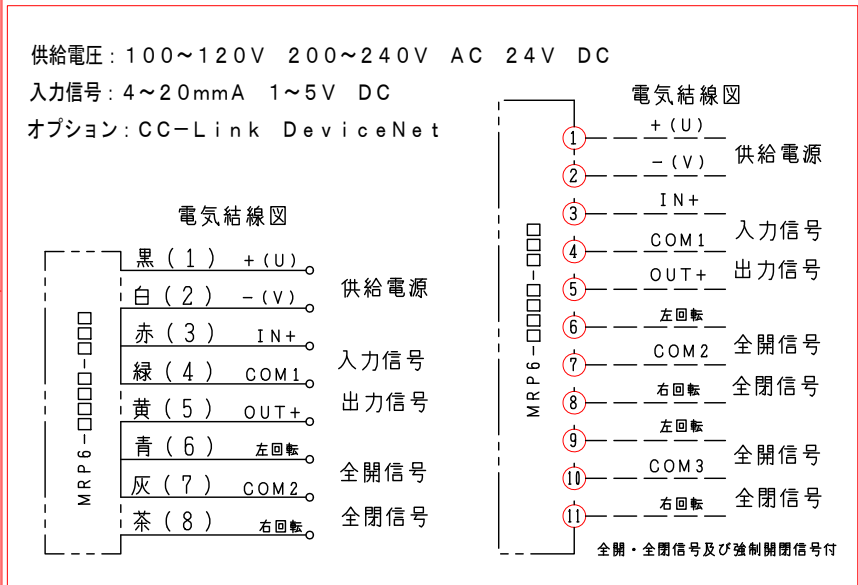 供給電圧：100～120V 200～240V AC 24V DC
入力信号：4～20mmA 1～5V DC
オプション：CC−Link DeviceNet
電気結線図
MRP6−□□□□−□□□
黒(1) +(U)
白(2) −(V)
供給電源
赤(3) IN+
緑(4) COM1
入力信号
黄(5) OUT+
出力信号
青(6) 左回転
灰(7) COM2
全開信号
茶(8) 右回転
全閉信号
電気結線図
MRP6−□□□□−□□□
① +(U)
② −(V)
供給電源
③ IN+
④ COM1
入力信号
⑤ OUT+
出力信号
⑥ 左回転
⑦ COM2
全開信号
⑧ 右回転
全閉信号
⑨ 左回転
⑩ COM3
全開信号
⑪ 右回転
全閉信号
全開・全閉信号及び強制開閉信号付